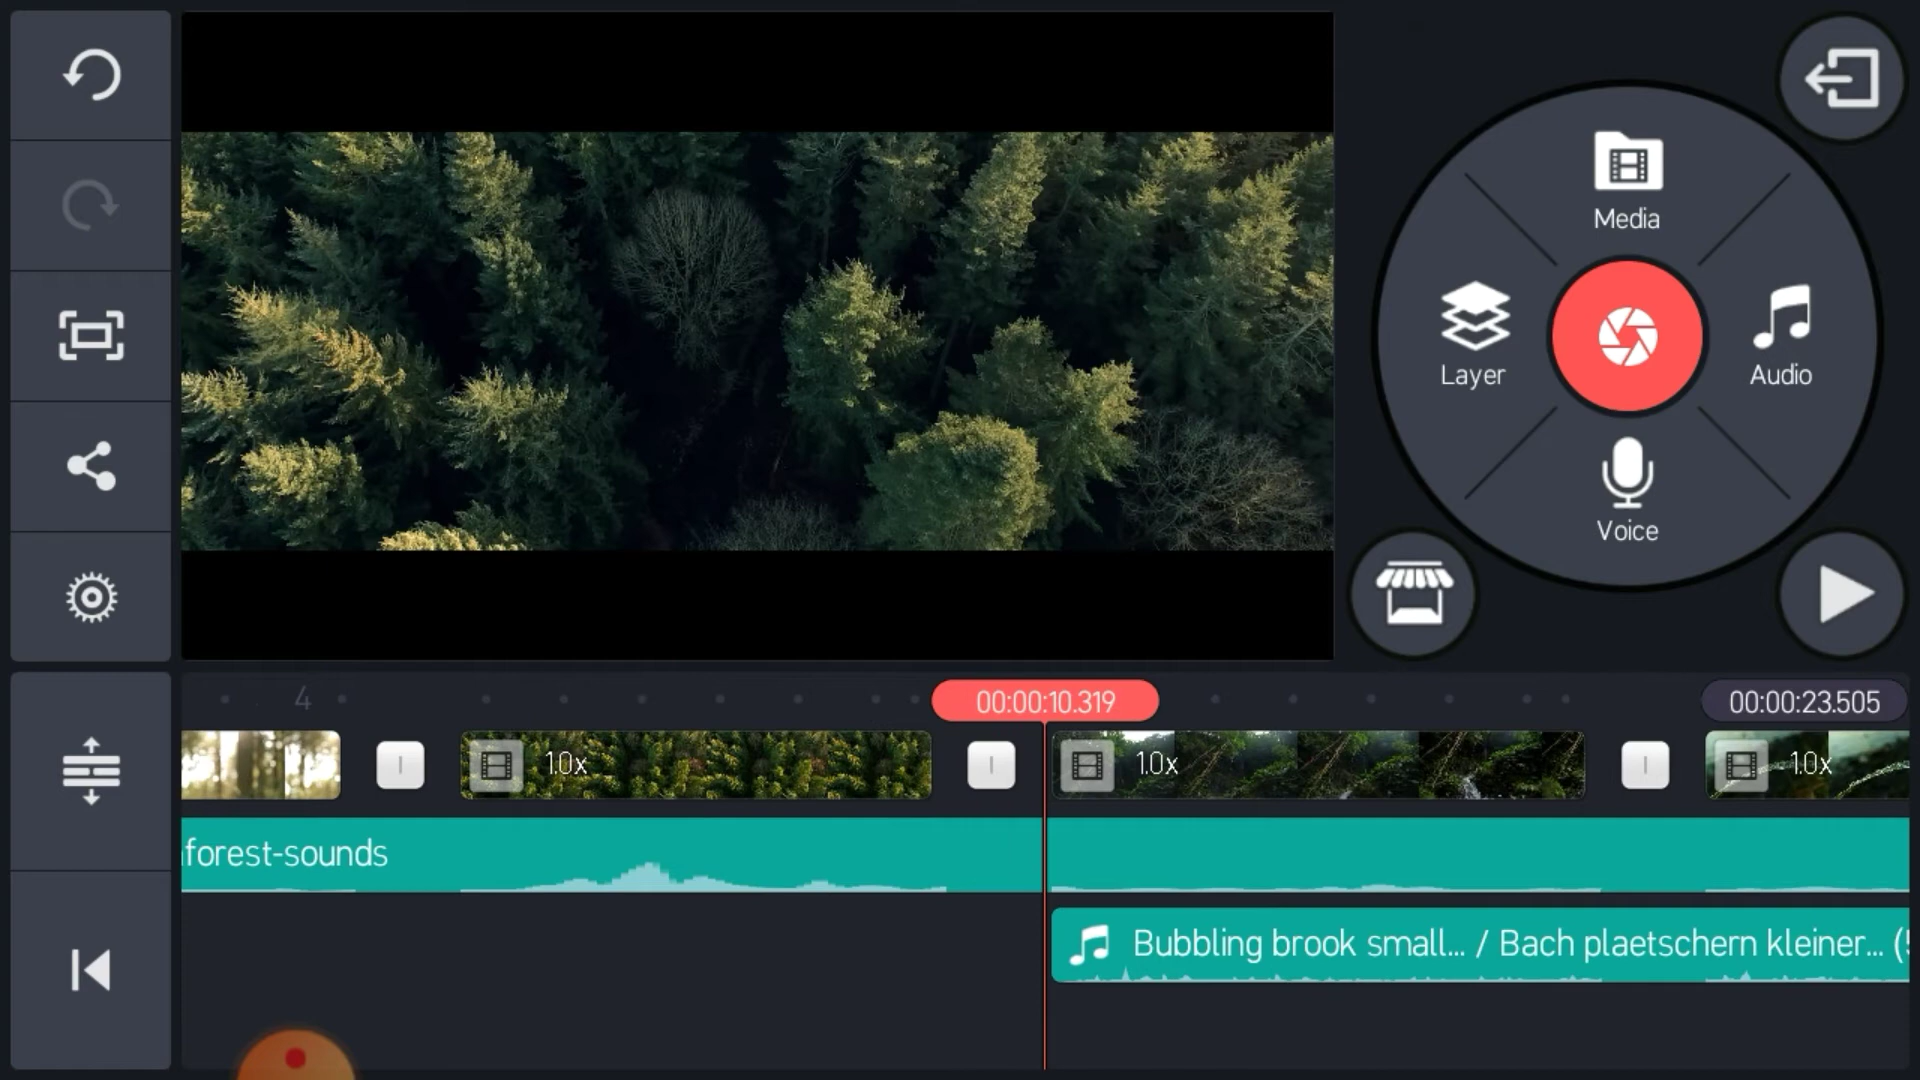 Media
Layer
Audio
Voice
4
00:00:10.319
00:00:23.505
1.0x
1.0x
1.0x
forest-sounds
Bubbling brook small... / Bach plaetschern kleiner... (